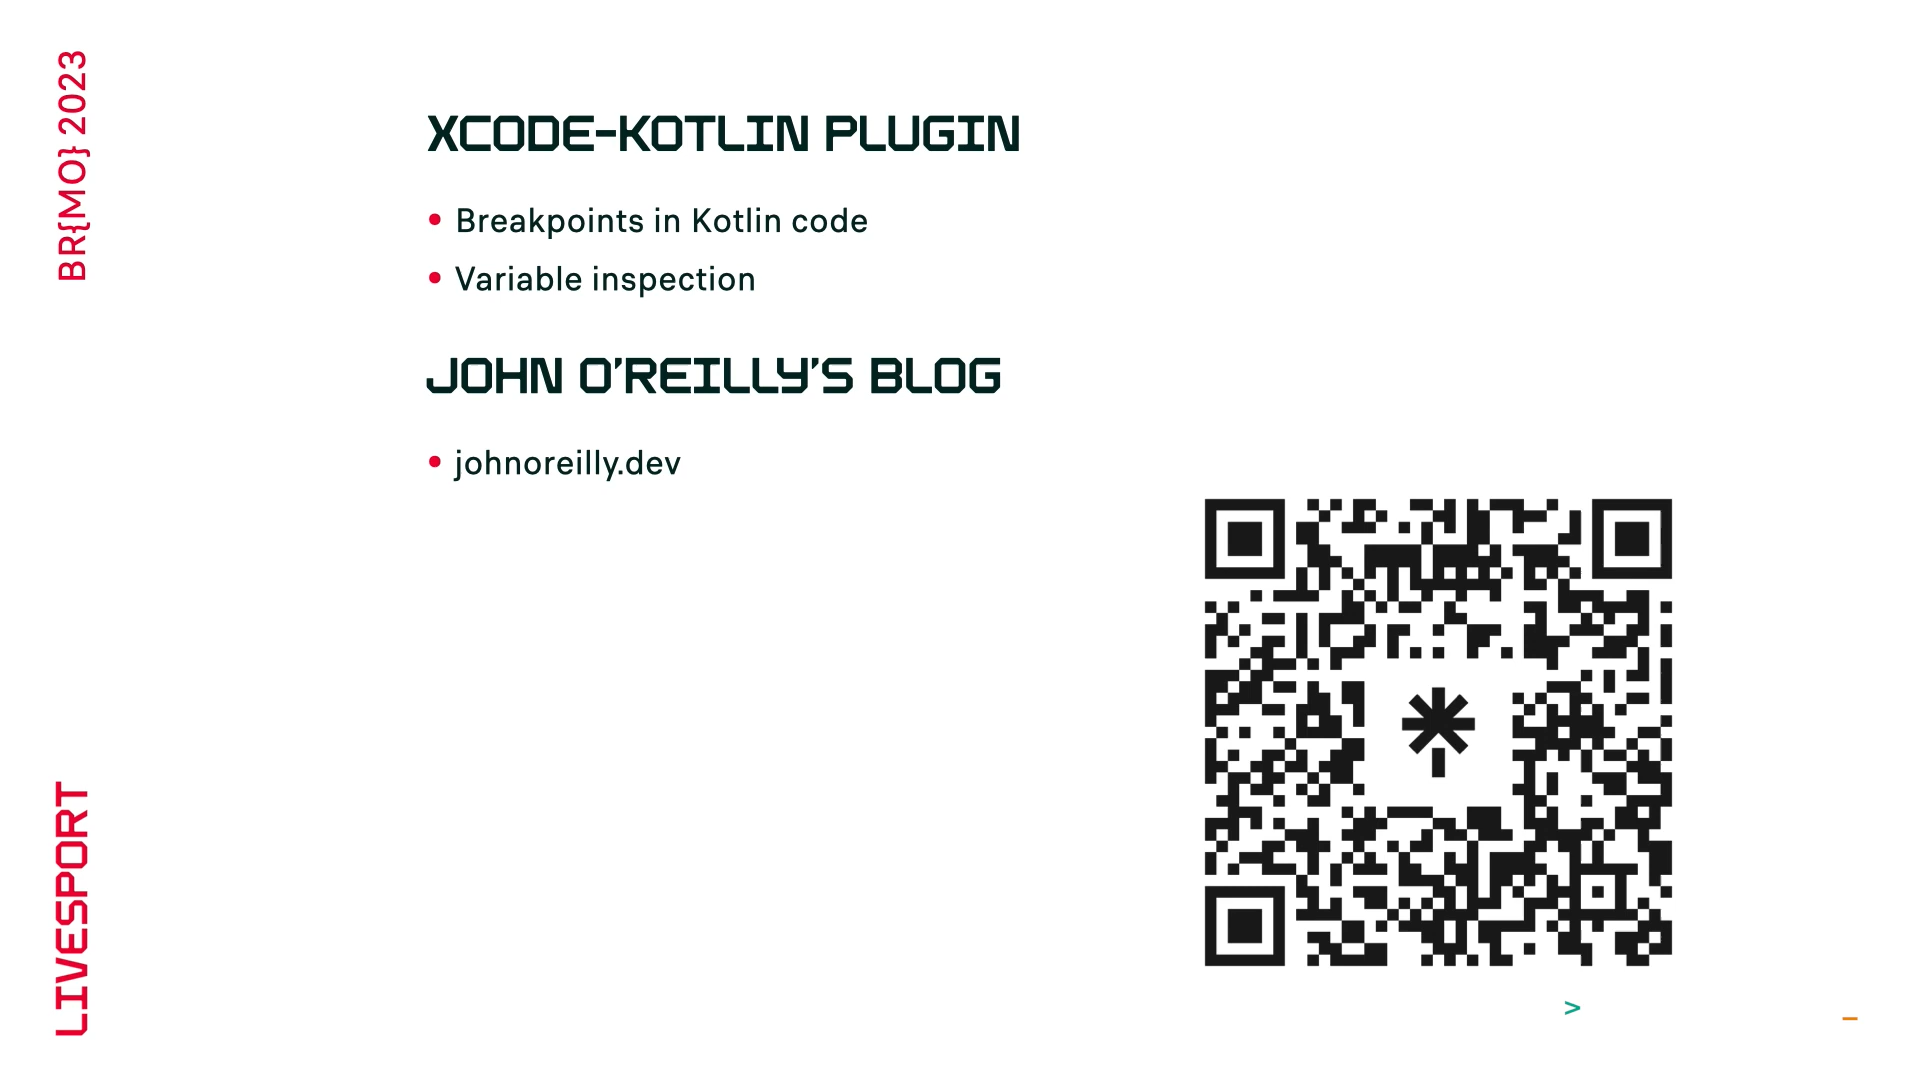 BR{MO} 2023
XCODE-KOTLIN PLUGIN
• Breakpoints in Kotlin code
• Variable inspection
JOHN O’REILLY’S BLOG
• johnoreilly.dev
LIVESPORT
> _